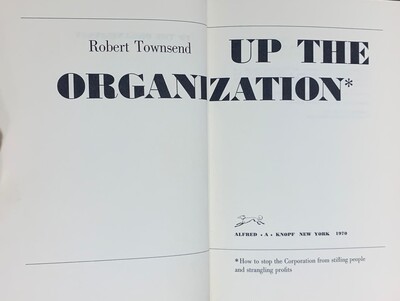 Robert Townsend UP THE
ORGANIZATION*
ALFRED • A • KNOPF NEW YORK 1970
* How to stop the Corporation from stifling people
and strangling profits